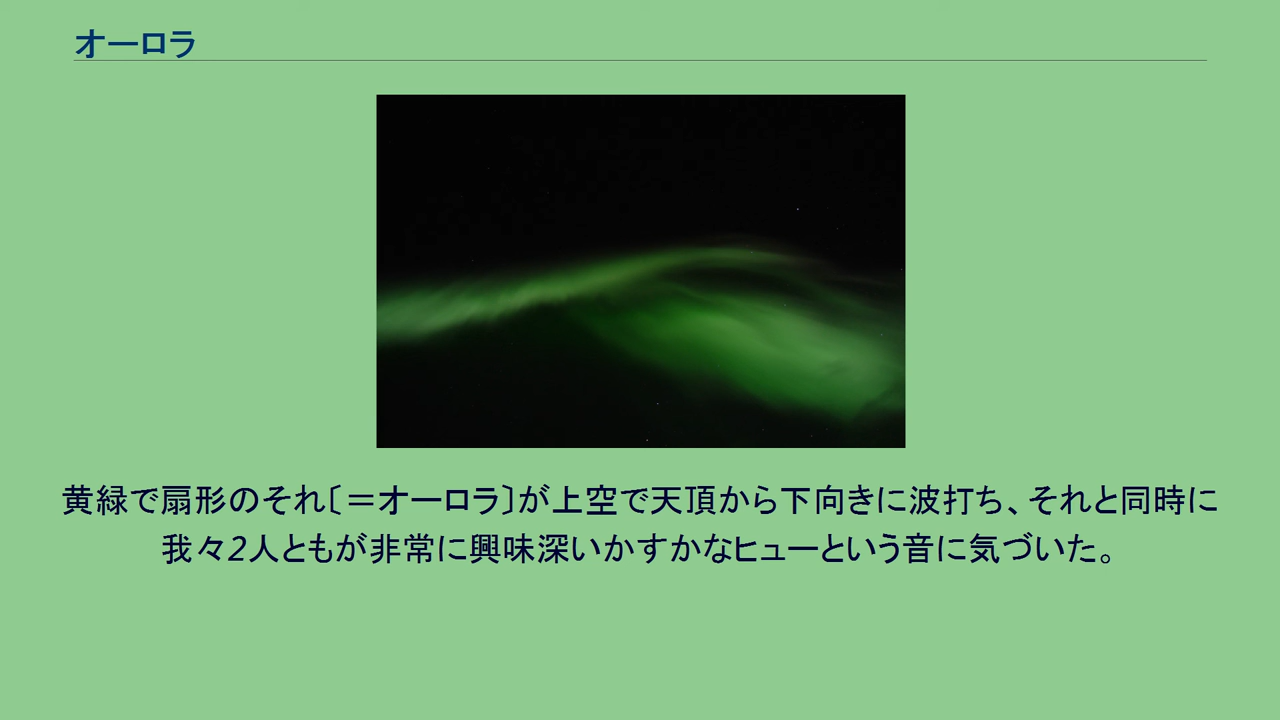 オーロラ
黄緑で扇形のそれ〔＝オーロラ〕が上空で天頂から下向きに波打ち、それと同時に
我々2人ともが非常に興味深いかすかなヒューという音に気づいた。